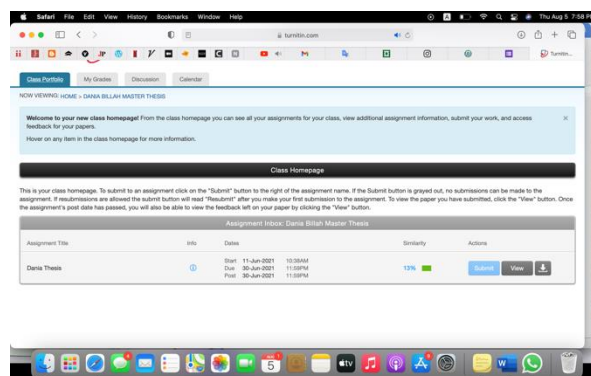 Safari File Edit View History Bookmarks Window Help
Thu Aug 5 7:58 P
turnitin.com
Turnitin...
Class Portfolio My Grades Discussion Calendar
NOW VIEWING: HOME > DANIA BILLAH MASTER THESIS
Welcome to your new class homepage! From the class homepage you can see all your assignments for your class, view additional assignment information, submit your work, and access
feedback for your papers.
Hover on any item in the class homepage for more information.
Class Homepage
This is your class homepage. To submit to an assignment click on the "Submit" button to the right of the assignment name. If the Submit button is grayed out, no submissions can be made to the
assignment. If resubmissions are allowed the submit button will read "Resubmit" after you make your first submission to the assignment. To view the paper you have submitted, click the "View" button. Once
the assignment's post date has passed, you will also be able to view the feedback left on your paper by clicking the "View" button.
Assignment Inbox: Dania Billah Master Thesis
Assignment Title Info Dates Similarity Actions
Dania Thesis
Start 11-Jun-2021 10:38AM
Due 30-Jun-2021 11:59PM
Post 30-Jun-2021 11:59PM
13%
Submit View
5
tv